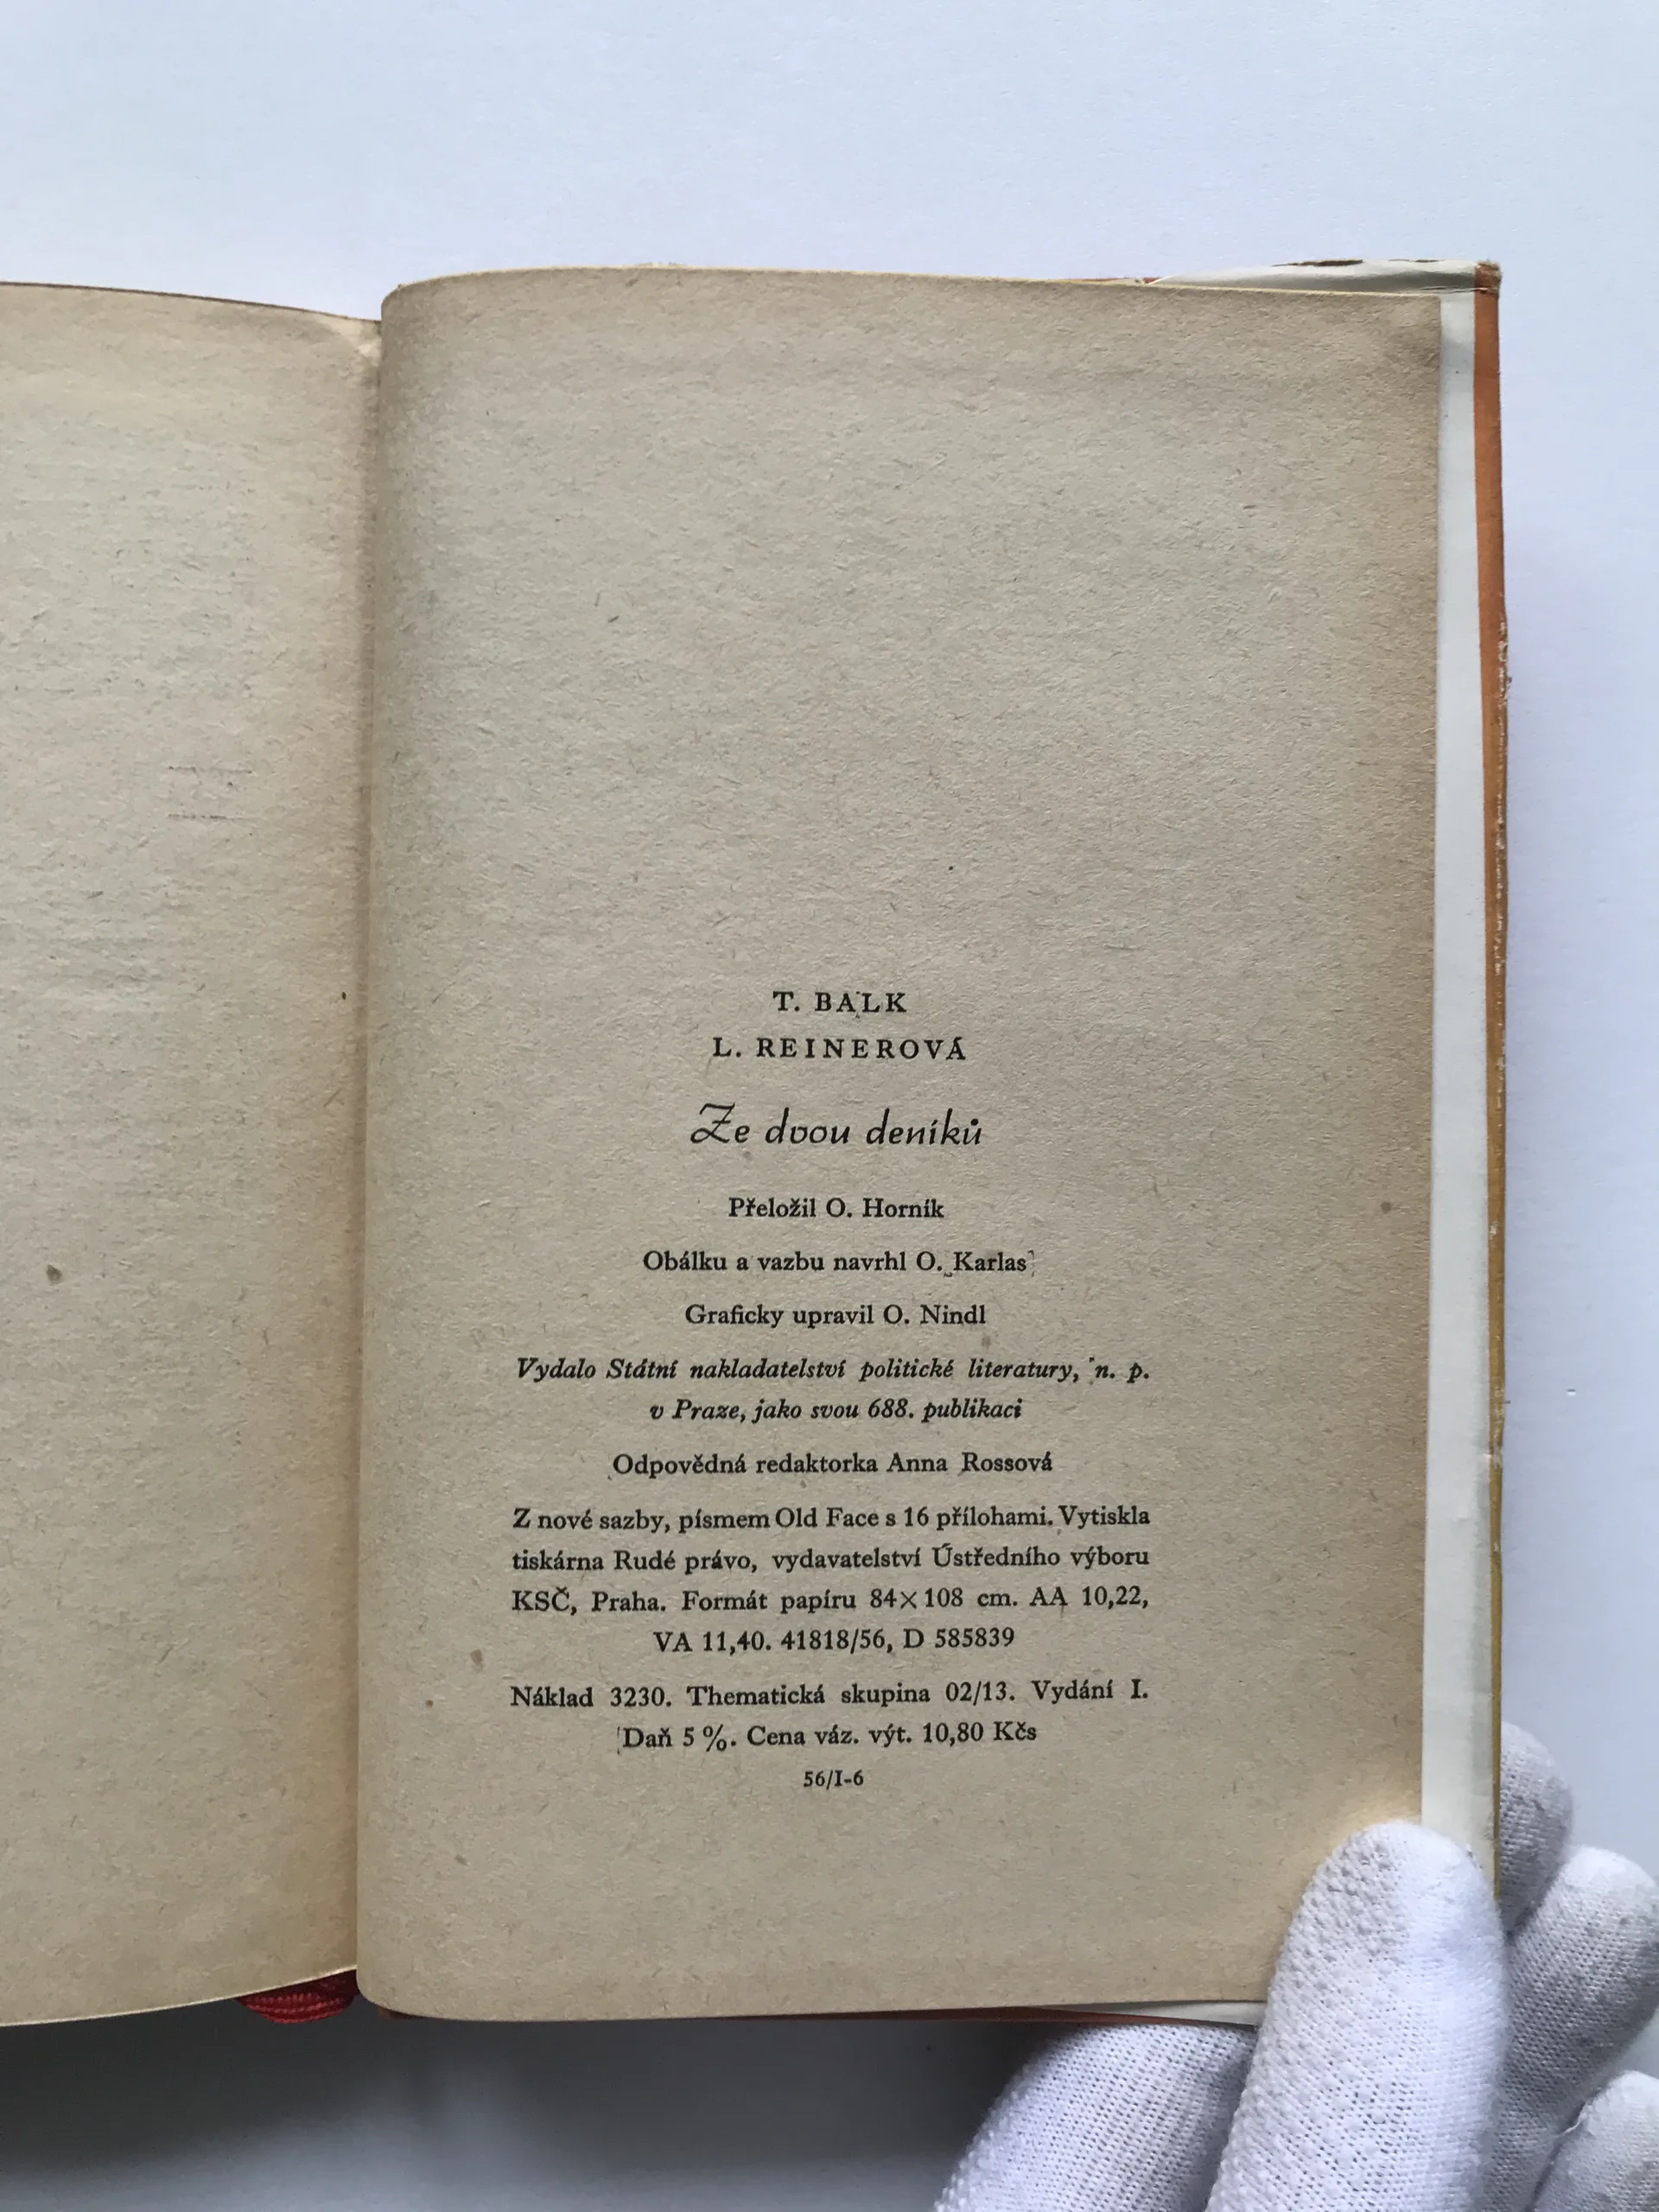 T. BALK
L. REINEROVÁ
Ze dvou deníků
Přeložil O. Horník
Obálku a vazbu navrhl O. Karlas
Graficky upravil O. Nindl
Vydalo Státní nakladatelství politické literatury, n. p.
v Praze, jako svou 688. publikaci
Odpovědná redaktorka Anna Rossová
Z nové sazby, písmem Old Face s 16 přílohami. Vytiskla
tiskárna Rudé právo, vydavatelství Ústředního výboru
KSČ, Praha. Formát papíru 84×108 cm. AA 10,22,
VA 11,40. 41818/56, D 585839
Náklad 3230. Thematická skupina 02/13. Vydání I.
Daň 5 %. Cena váz. výt. 10,80 Kčs
56/I-6